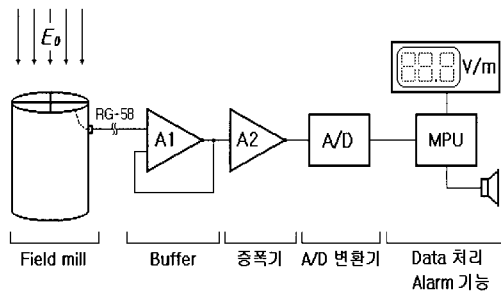 E₀
RG-58
A1
A2
A/D
MPU
V/m
Field mill
Buffer
증폭기
A/D 변환기
Data 처리
Alarm 기능